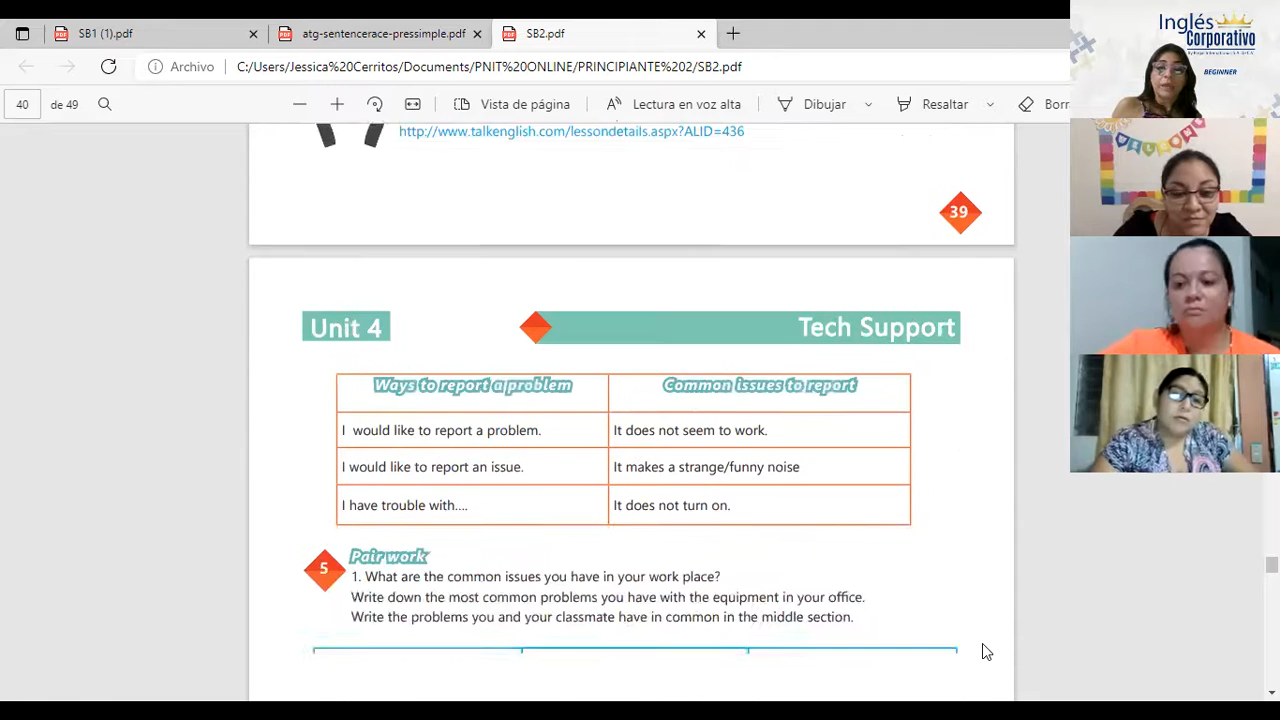 SB1 (1).pdf
atg-sentencerace-pressimple.pdf
SB2.pdf
Archivo
C:/Users/Jessica%20Cerritos/Documents/PNIT%20ONLINE/PRINCIPIANTE%202/SB2.pdf
40 de 49
Vista de página
Lectura en voz alta
Dibujar
Resaltar
Borr
Inglés
Corporativo
BEGINNER
http://www.talkenglish.com/lessondetails.aspx?ALID=436
39
Unit 4
Tech Support
Ways to report a problem
Common issues to report
I would like to report a problem.
It does not seem to work.
I would like to report an issue.
It makes a strange/funny noise
I have trouble with....
It does not turn on.
5
Pair work
1. What are the common issues you have in your work place?
Write down the most common problems you have with the equipment in your office.
Write the problems you and your classmate have in common in the middle section.